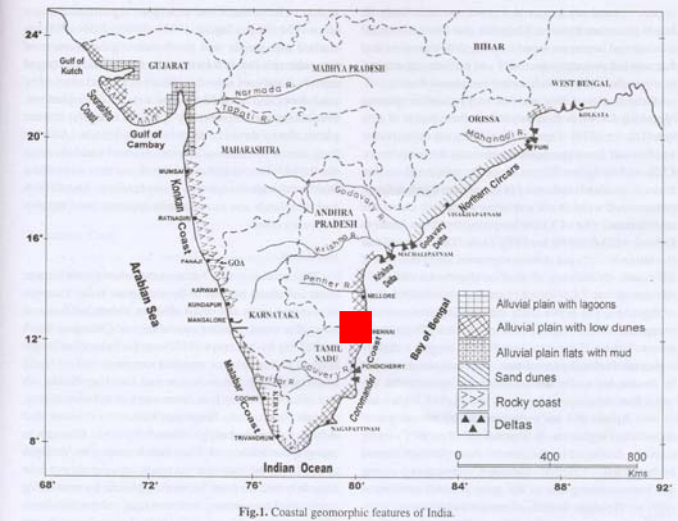 24°
Gulf of
Kutch
GUJARAT
MADHYA PRADESH
BIHAR
WEST BENGAL
KOLKATA
Saurashtra
Coast
Narmada R.
Tapati R.
ORISSA
Mahanadi R.
PURI
20°
Gulf of
Cambay
MAHARASHTRA
MUMBAI
Konkan
Coast
RATNAGIRI
Godavari R.
Northern Circars
VISAKHAPATNAM
ANDHRA
PRADESH
16°
Krishna R.
Godavary
Delta
MACHALIPATNAM
Krishna
Delta
PANAJI
GOA
Arabian Sea
Penner R.
NELLORE
KARWAR
KUNDAPUR
MANGALORE
KARNATAKA
Bay of Bengal
12°
TAMIL
NADU
HENNAI
Coast
Coromander
PONDICHERRY
Cauvery R.
Malabar
Coast
COCHIN
KERALA
NAGAPATTINAM
TRIVANDRUM
8°
Indian Ocean
Alluvial plain with lagoons
Alluvial plain with low dunes
Alluvial plain flats with mud
Sand dunes
Rocky coast
Deltas
0 400 800
Kms
68° 72° 76° 80° 84° 88° 92°
Fig.1. Coastal geomorphic features of India.